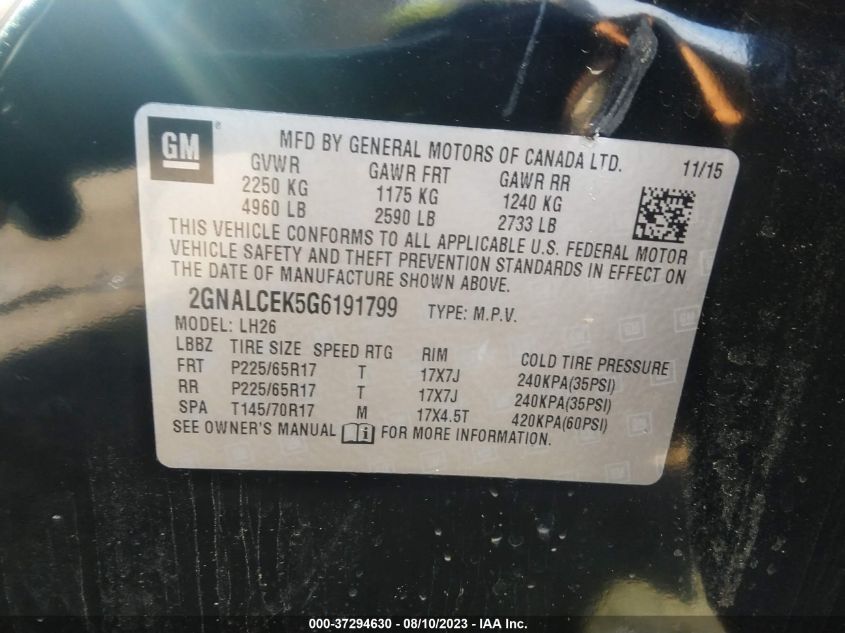 GM ®
MFD BY GENERAL MOTORS OF CANADA LTD. 11/15
GVWR GAWR FRT GAWR RR
2250 KG 1175 KG 1240 KG
4960 LB 2590 LB 2733 LB
THIS VEHICLE CONFORMS TO ALL APPLICABLE U.S. FEDERAL MOTOR
VEHICLE SAFETY AND THEFT PREVENTION STANDARDS IN EFFECT ON
THE DATE OF MANUFACTURE SHOWN ABOVE.
2GNALCEK5G6191799 TYPE: M.P.V.
MODEL: LH26
LBBZ TIRE SIZE SPEED RTG RIM COLD TIRE PRESSURE
FRT P225/65R17 T 17X7J 240KPA(35PSI)
RR P225/65R17 T 17X7J 240KPA(35PSI)
SPA T145/70R17 M 17X4.5T 420KPA(60PSI)
SEE OWNER'S MANUAL i FOR MORE INFORMATION.
000-37294630 - 08/10/2023 - IAA Inc.